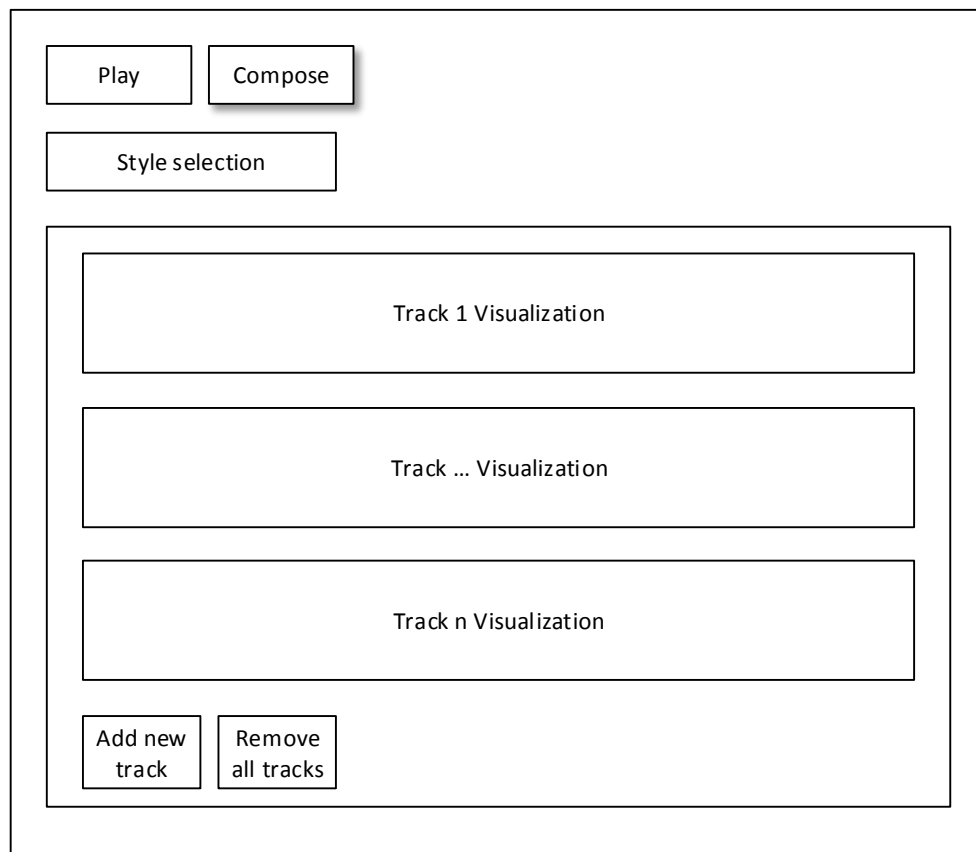 Play
Compose
Style selection
Track 1 Visualization
Track ... Visualization
Track n Visualization
Add new
track
Remove
all tracks